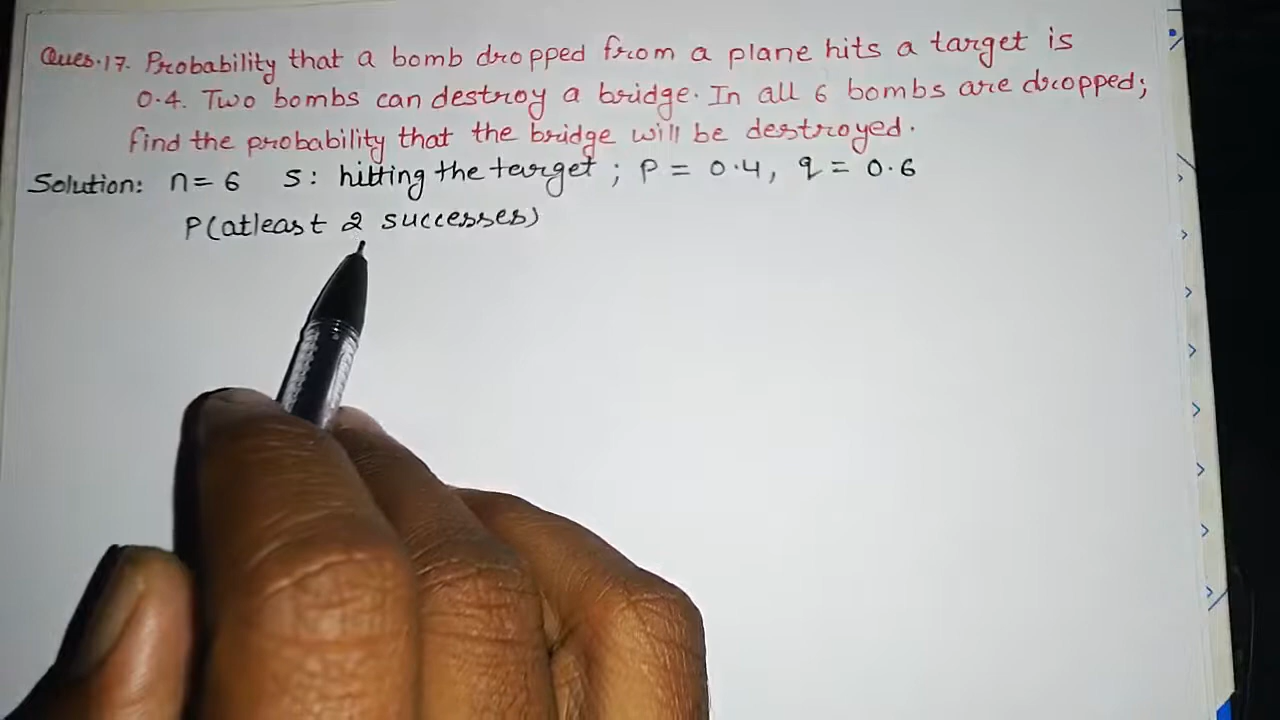 Ques.17. Probability that a bomb dropped from a plane hits a target is
0.4. Two bombs can destroy a bridge. In all 6 bombs are dropped;
find the probability that the bridge will be destroyed.
Solution: n = 6 S: hitting the target ; p = 0.4, q = 0.6
P(atleast 2 successes)